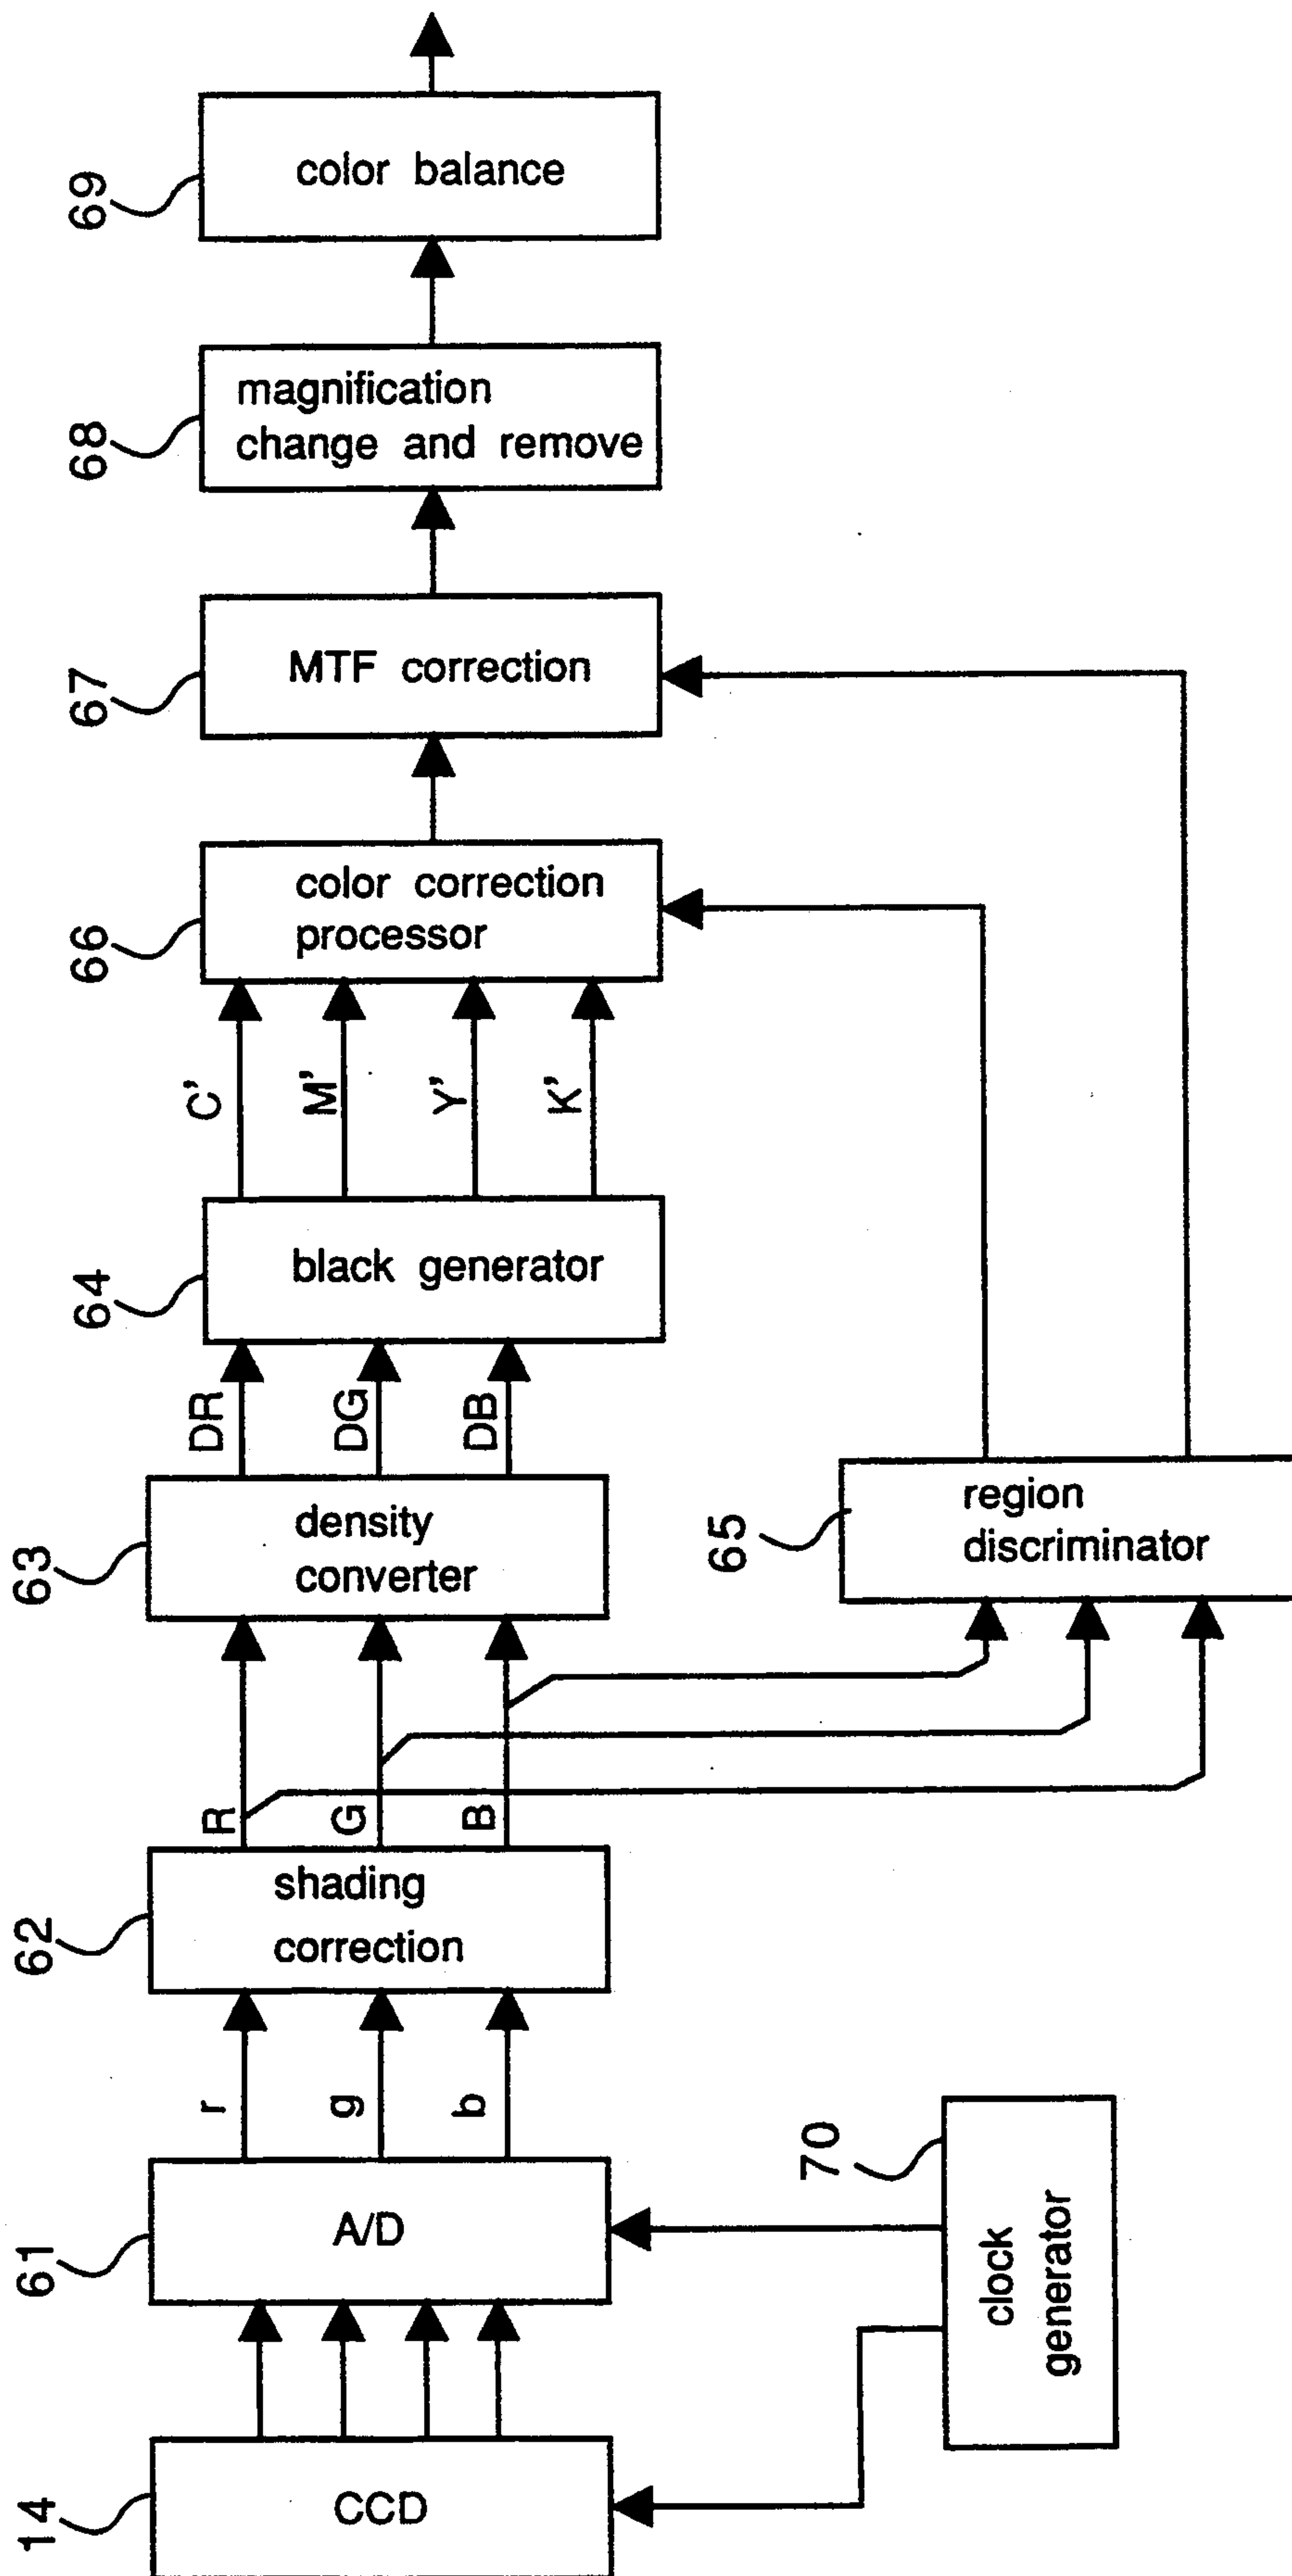 69
color balance
68
magnification
change and remove
67
MTF correction
66
color correction
processor
C'
M'
Y'
K'
64
black generator
DR
DG
DB
63
density
converter
65
region
discriminator
R
G
B
62
shading
correction
r
g
b
61
A/D
70
clock
generator
14
CCD